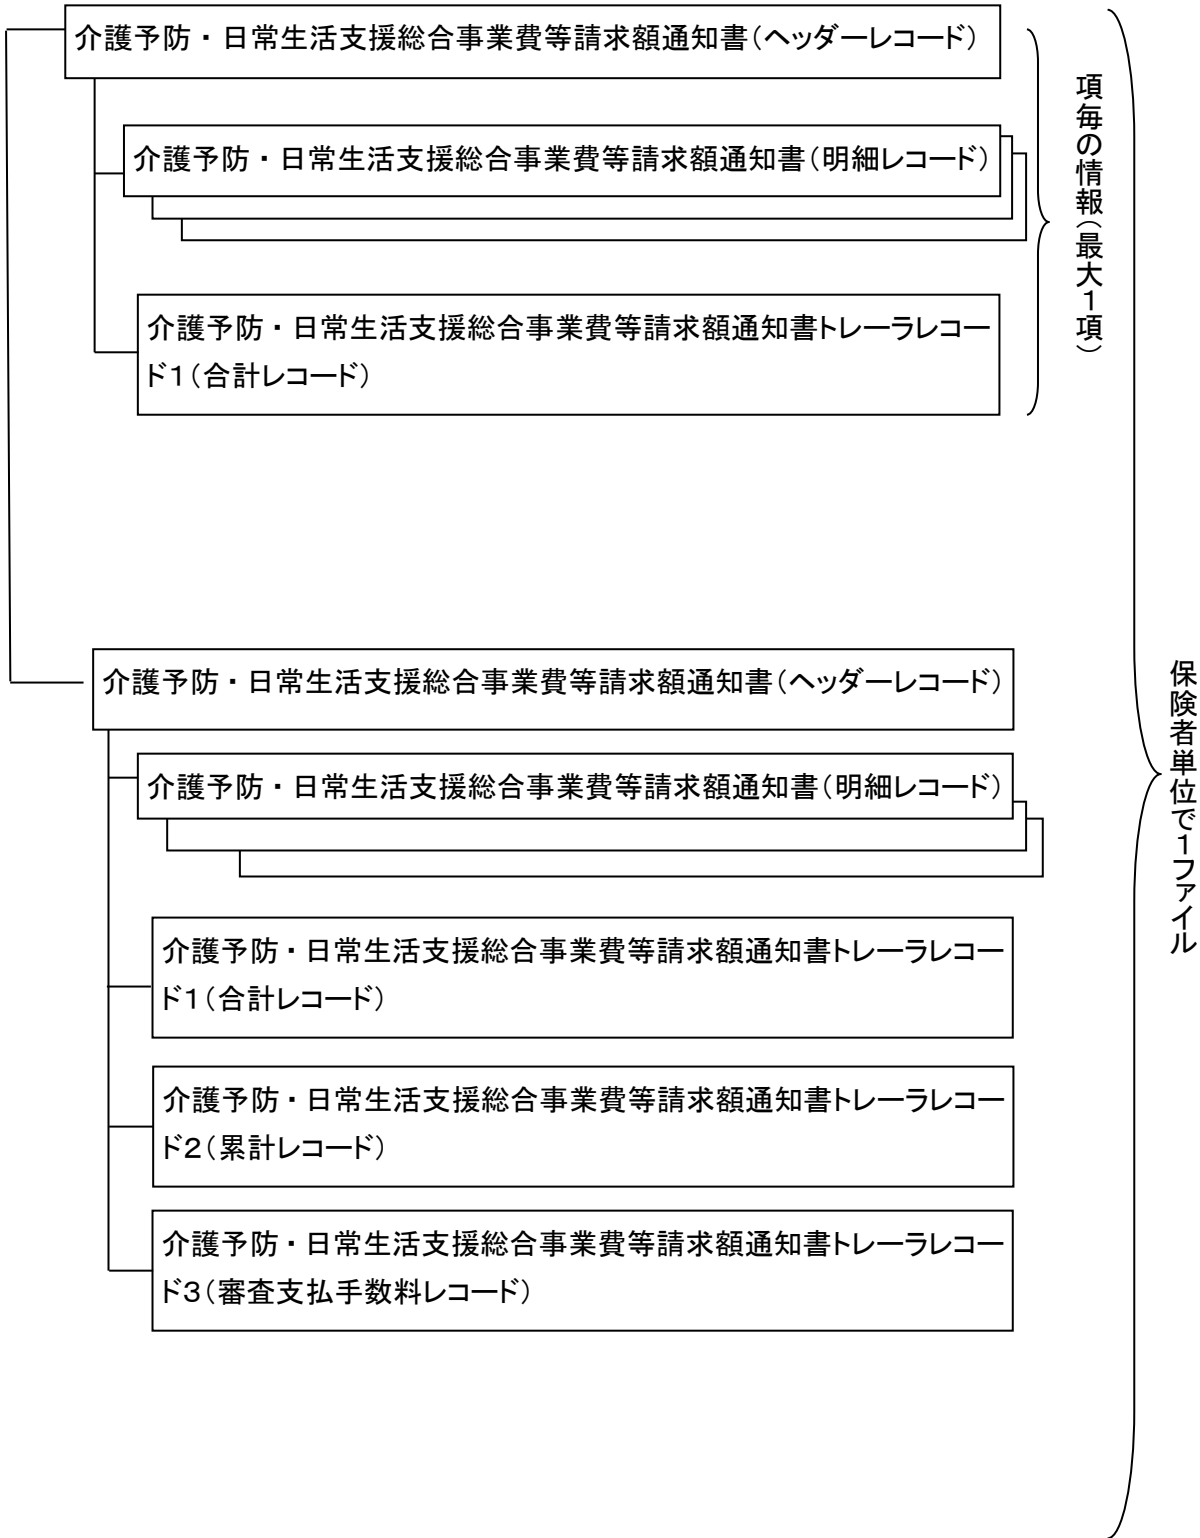 介護予防・日常生活支援総合事業費等請求額通知書(ヘッダーレコード)
介護予防・日常生活支援総合事業費等請求額通知書(明細レコード)
介護予防・日常生活支援総合事業費等請求額通知書トレーラレコー
ド1(合計レコード)
項毎の情報(最大1項)
介護予防・日常生活支援総合事業費等請求額通知書(ヘッダーレコード)
介護予防・日常生活支援総合事業費等請求額通知書(明細レコード)
介護予防・日常生活支援総合事業費等請求額通知書トレーラレコー
ド1(合計レコード)
介護予防・日常生活支援総合事業費等請求額通知書トレーラレコー
ド2(累計レコード)
介護予防・日常生活支援総合事業費等請求額通知書トレーラレコー
ド3(審査支払手数料レコード)
保険者単位で1ファイル